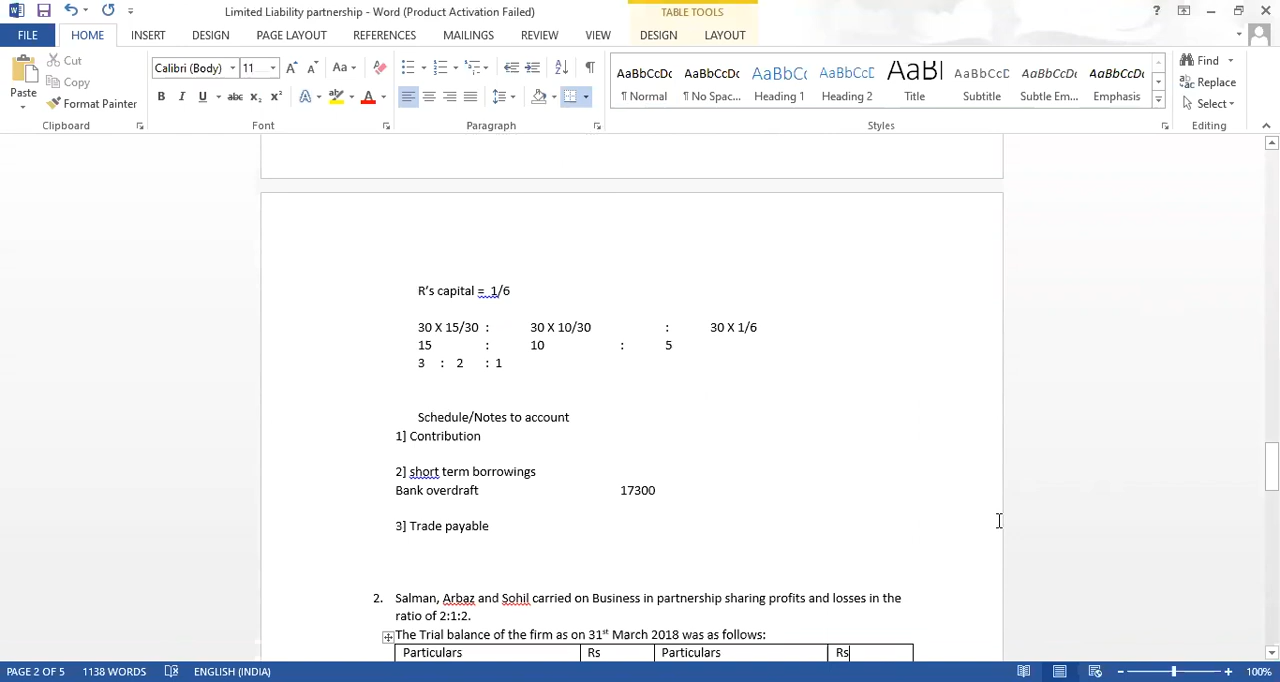 Limited Liability partnership - Word (Product Activation Failed)
TABLE TOOLS
FILE HOME INSERT DESIGN PAGE LAYOUT REFERENCES MAILINGS REVIEW VIEW DESIGN LAYOUT
Paste
Cut
Copy
Format Painter
Clipboard
Calibri (Body) 11
Font
Paragraph
AaBbCcDc AaBbCcDc AaBbCc AaBbCcD AaBl AaBbCcD AaBbCcDc AaBbCcDc
¶ Normal ¶ No Spac... Heading 1 Heading 2 Title Subtitle Subtle Em... Emphasis
Styles
Find
Replace
Select
Editing
R's capital = 1/6
30 X 15/30 : 30 X 10/30 : 30 X 1/6
15 : 10 : 5
3 : 2 : 1
Schedule/Notes to account
1] Contribution
2] short term borrowings
Bank overdraft 17300
3] Trade payable
2. Salman, Arbaz and Sohil carried on Business in partnership sharing profits and losses in the
ratio of 2:1:2.
The Trial balance of the firm as on 31st March 2018 was as follows:
Particulars Rs Particulars Rs
PAGE 2 OF 5 1138 WORDS ENGLISH (INDIA) 100%